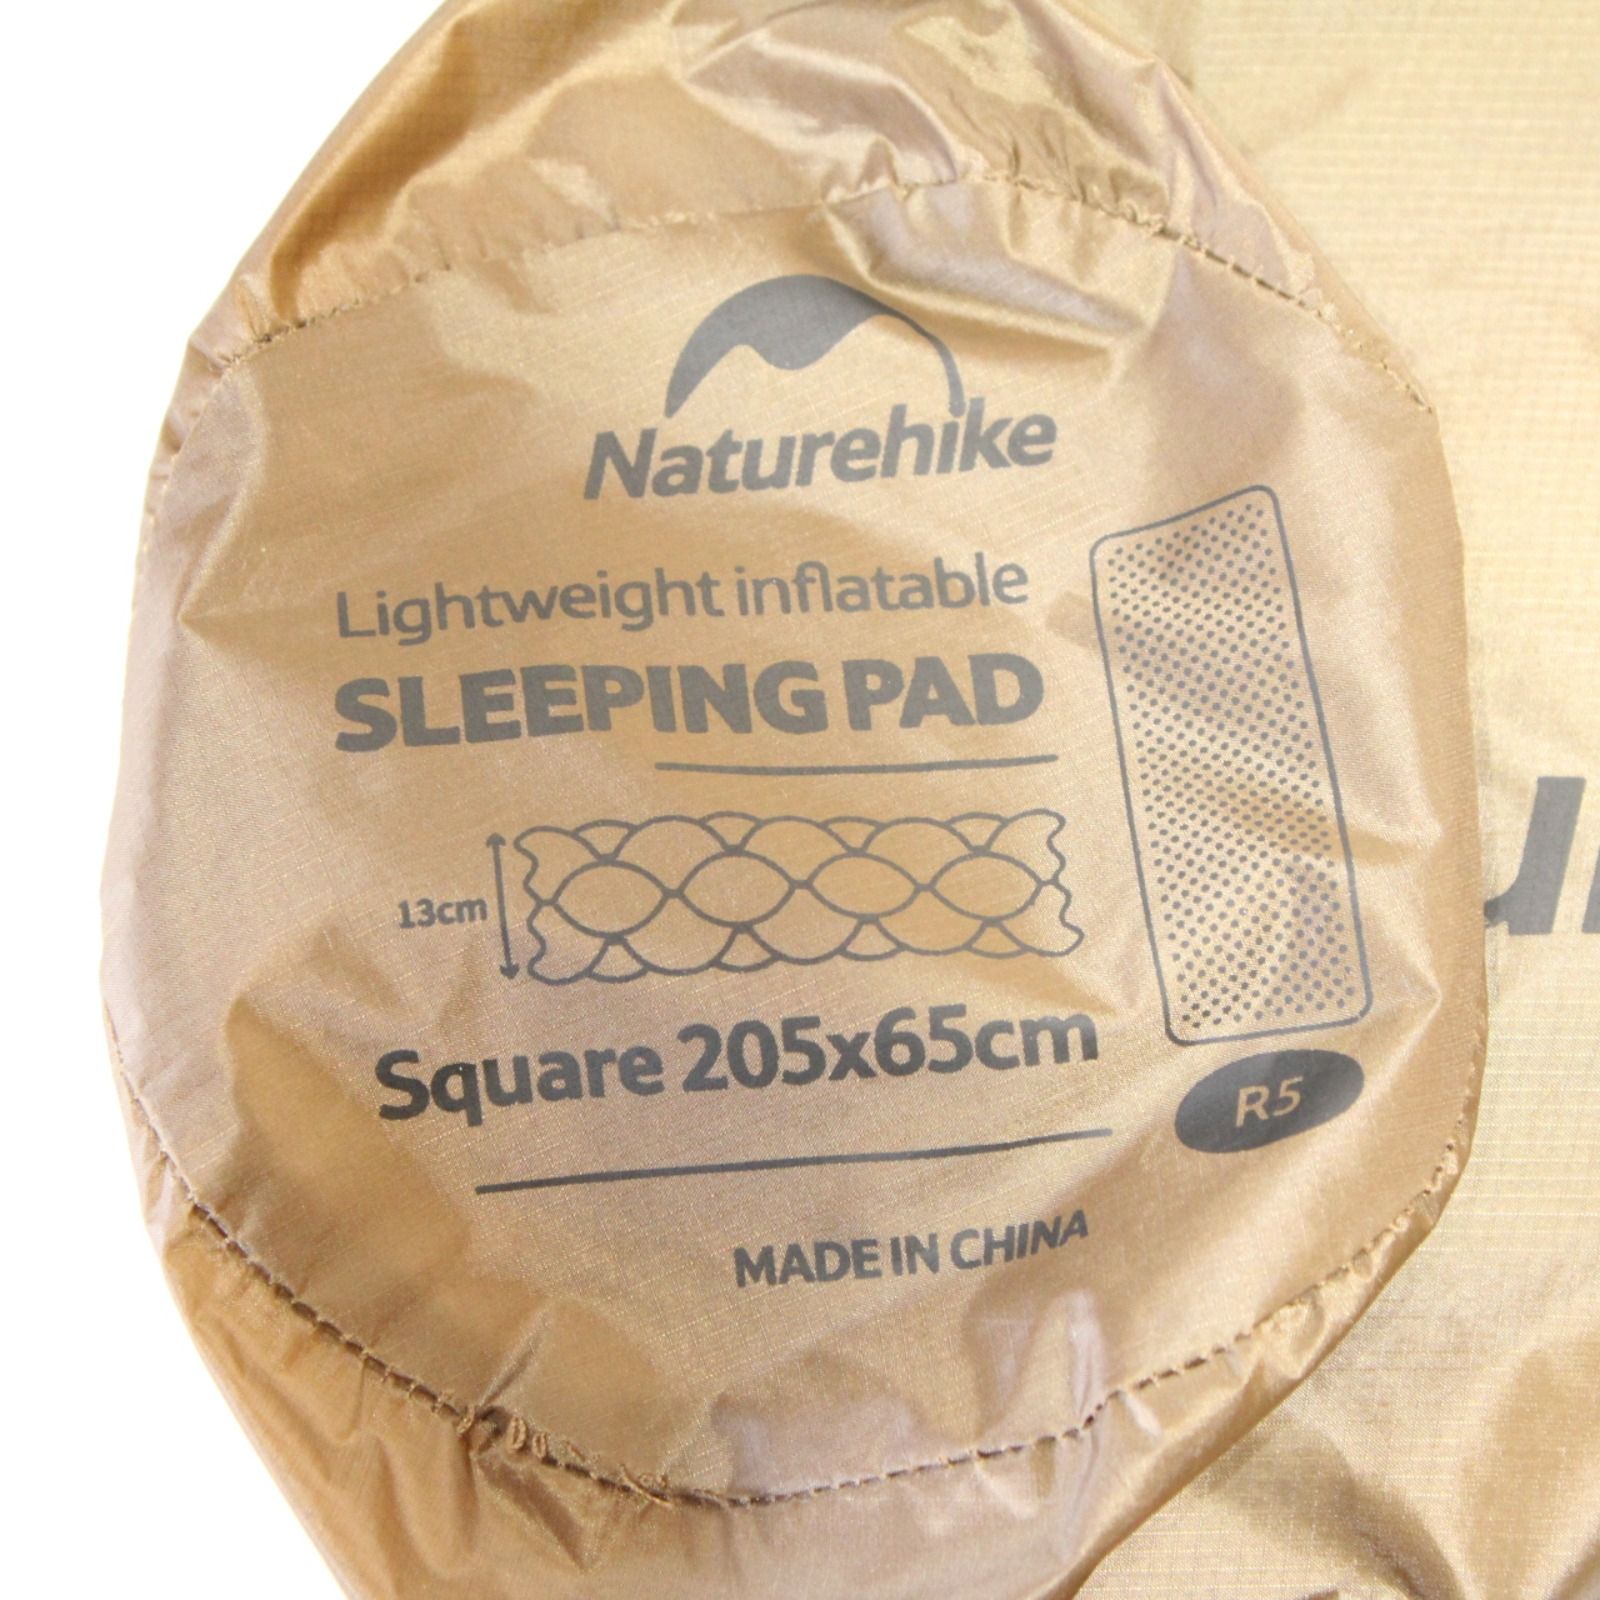 Naturehike
Lightweight inflatable
SLEEPING PAD
13cm
Square 205x65cm
R5
MADE IN CHINA